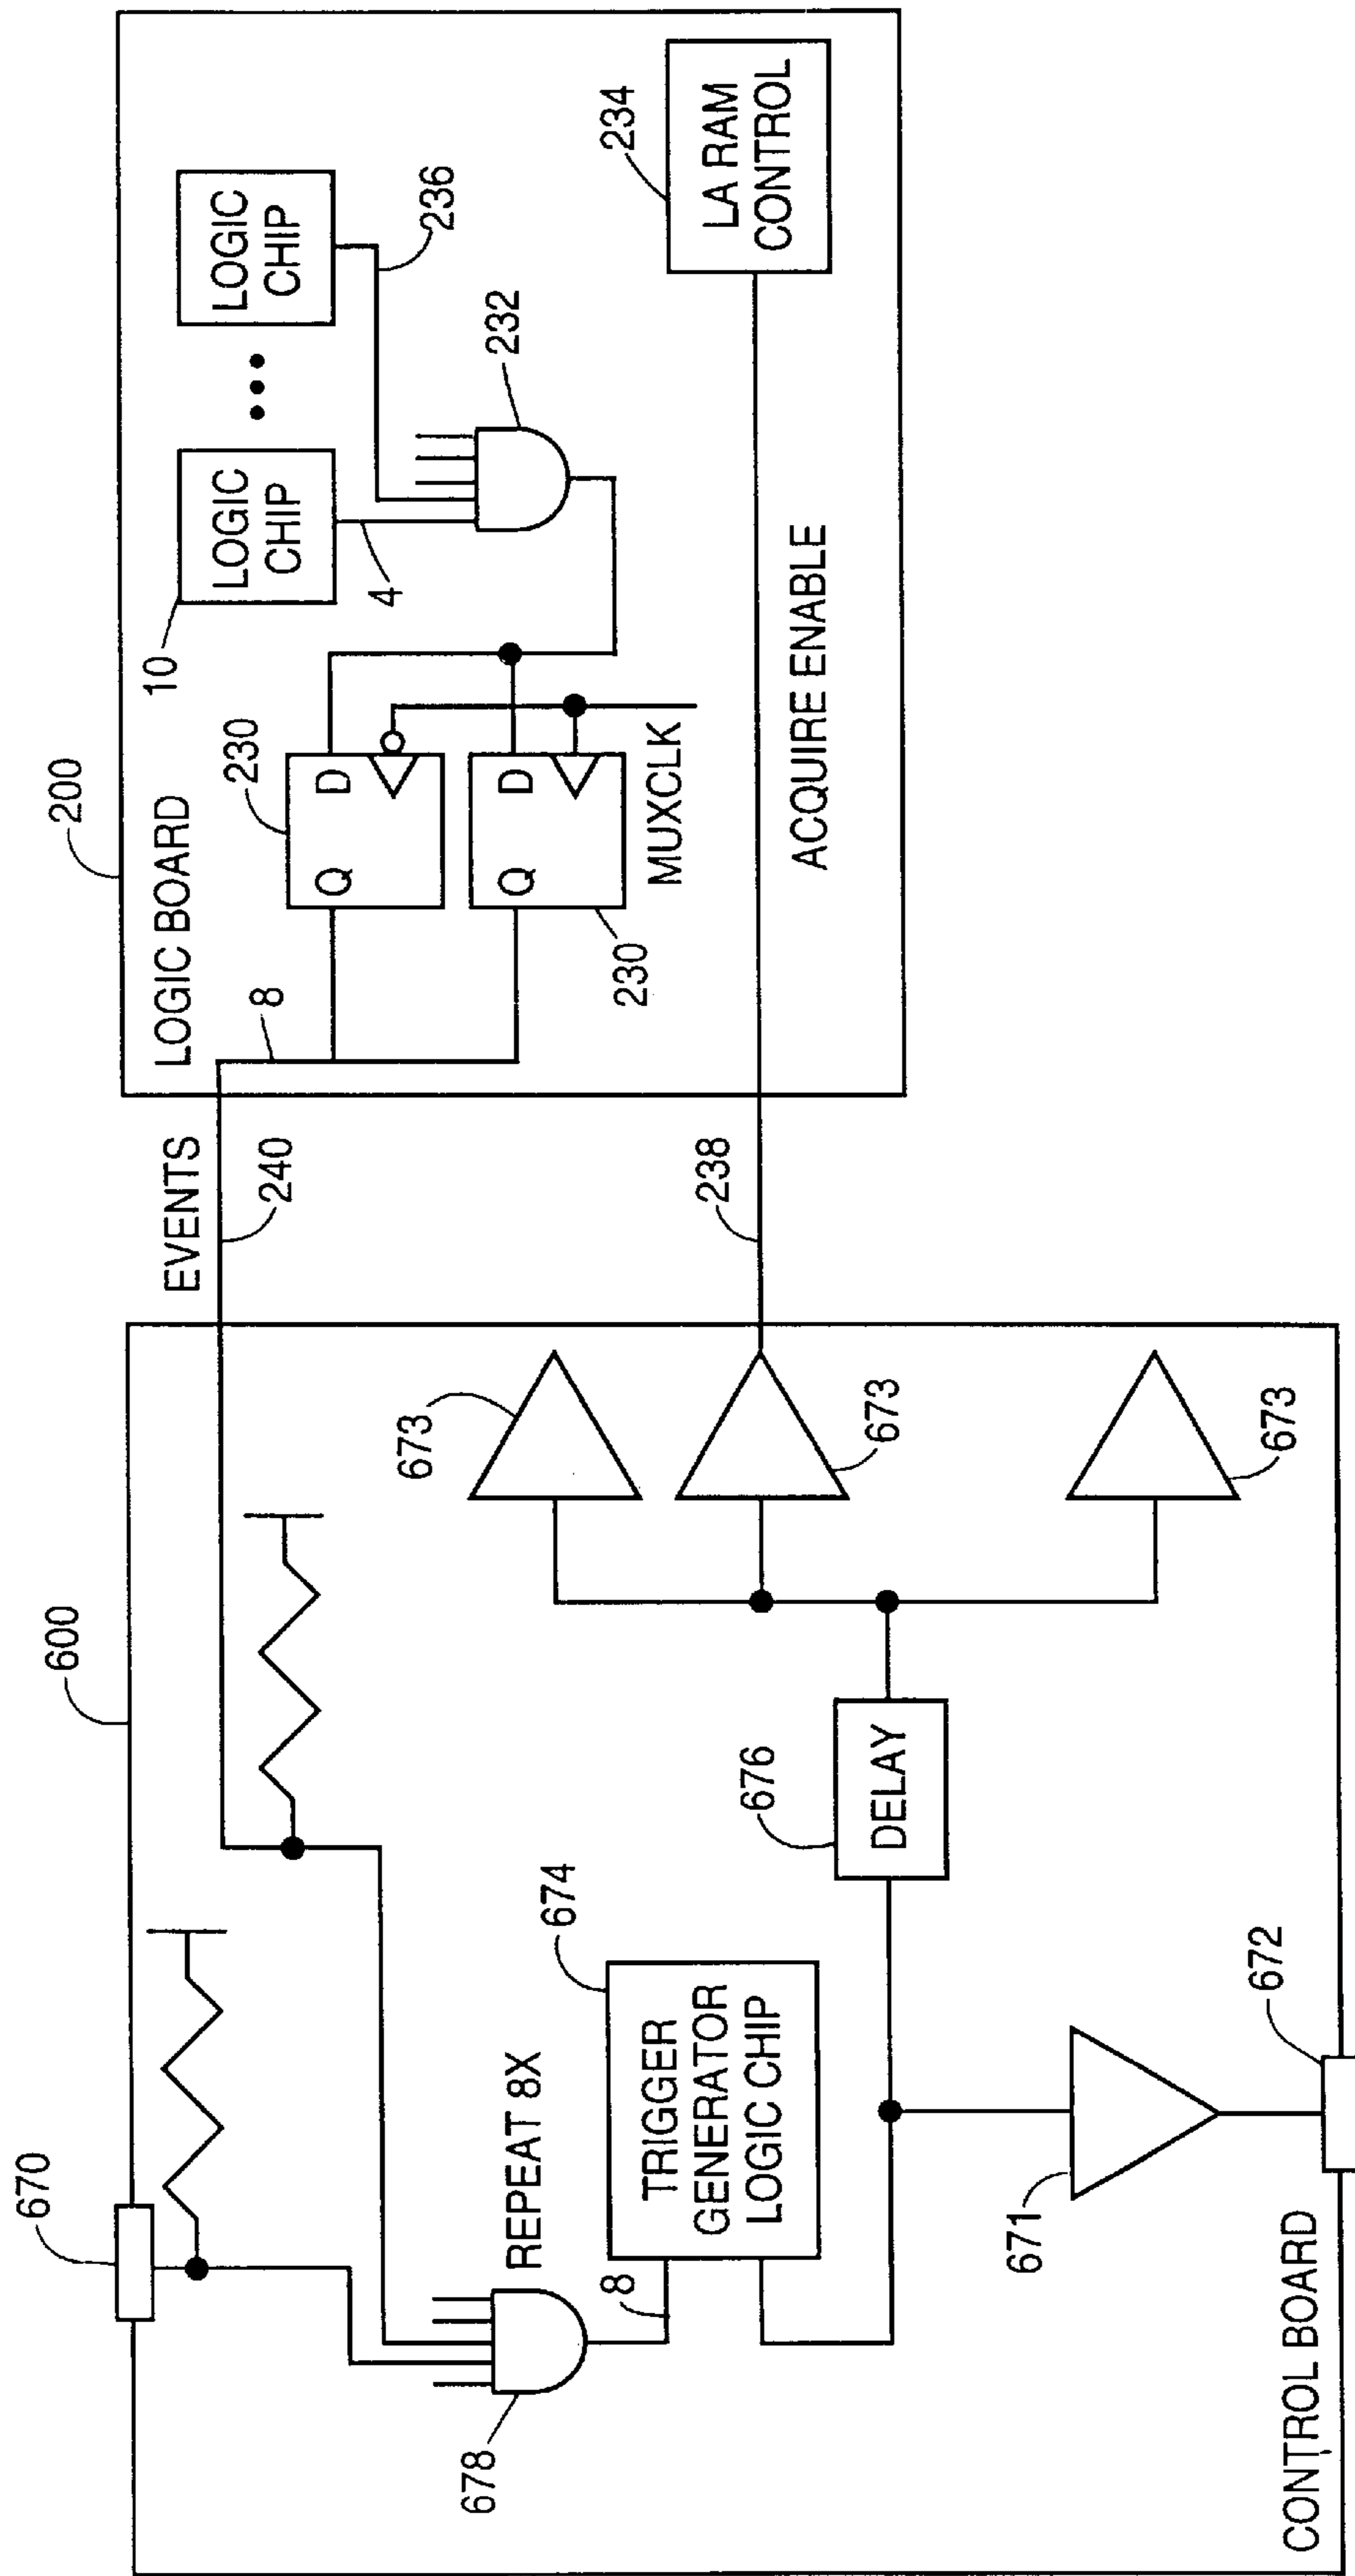 200
LOGIC BOARD
8
230
Q
D
Q
D
230
MUXCLK
10
LOGIC
CHIP
LOGIC
CHIP
4
236
232
234
LA RAM
CONTROL
ACQUIRE ENABLE
EVENTS
240
238
600
670
678
REPEAT 8X
8
674
TRIGGER
GENERATOR
LOGIC CHIP
676
DELAY
673
673
673
671
672
CONTROL BOARD